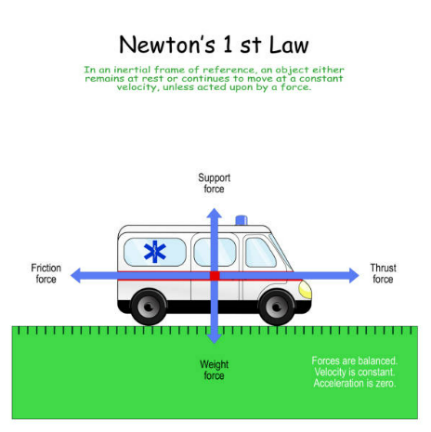 Newton's 1 st Law
In an inertial frame of reference, an object either
remains at rest or continues to move at a constant
velocity, unless acted upon by a force.
Support
force
Friction
force
Thrust
force
Weight
force
Forces are balanced.
Velocity is constant.
Acceleration is zero.